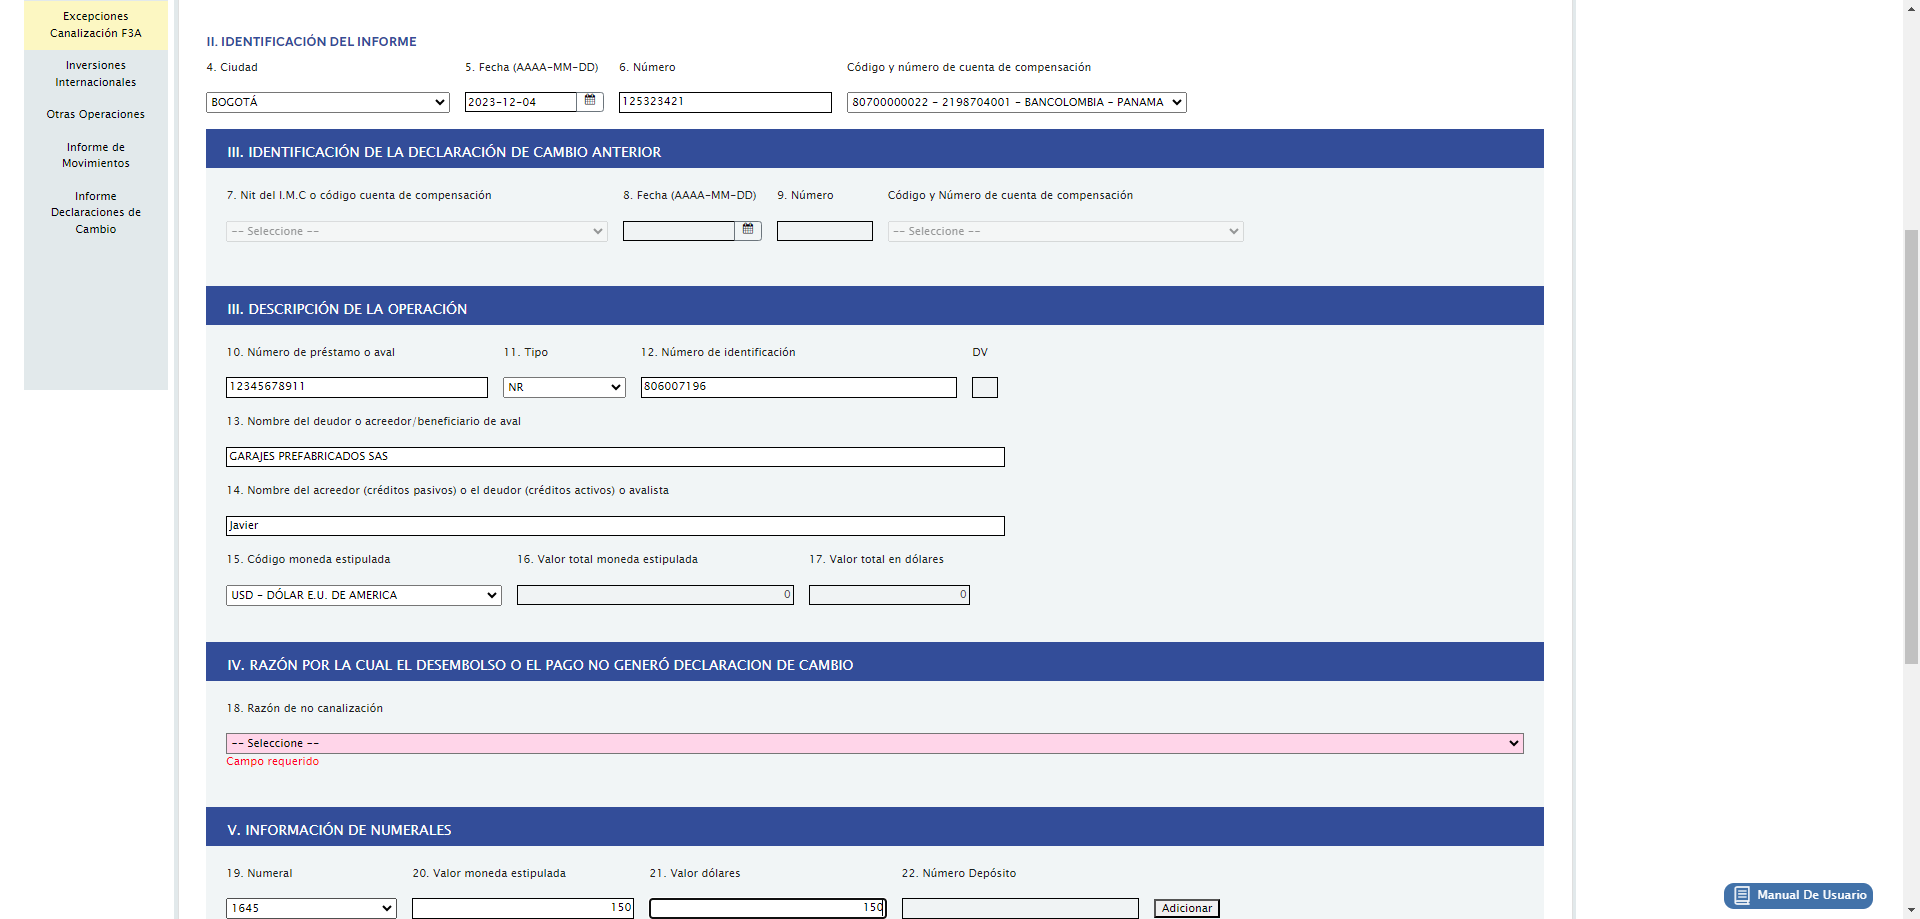 Excepciones
Canalización F3A
Inversiones
Internacionales
Otras Operaciones
Informe de
Movimientos
Informe
Declaraciones de
Cambio
II. IDENTIFICACIÓN DEL INFORME
4. Ciudad 5. Fecha (AAAA-MM-DD) 6. Número Código y número de cuenta de compensación
BOGOTÁ 2023-12-04 125323421 80700000022 - 2198704001 - BANCOLOMBIA - PANAMA
III. IDENTIFICACIÓN DE LA DECLARACIÓN DE CAMBIO ANTERIOR
7. Nit del I.M.C o código cuenta de compensación 8. Fecha (AAAA-MM-DD) 9. Número Código y Número de cuenta de compensación
-- Seleccione -- -- Seleccione --
III. DESCRIPCIÓN DE LA OPERACIÓN
10. Número de préstamo o aval 11. Tipo 12. Número de identificación DV
12345678911 NR 806007196
13. Nombre del deudor o acreedor/beneficiario de aval
GARAJES PREFABRICADOS SAS
14. Nombre del acreedor (créditos pasivos) o el deudor (créditos activos) o avalista
Javier
15. Código moneda estipulada 16. Valor total moneda estipulada 17. Valor total en dólares
USD - DÓLAR E.U. DE AMERICA 0 0
IV. RAZÓN POR LA CUAL EL DESEMBOLSO O EL PAGO NO GENERÓ DECLARACION DE CAMBIO
18. Razón de no canalización
-- Seleccione --
Campo requerido
V. INFORMACIÓN DE NUMERALES
19. Numeral 20. Valor moneda estipulada 21. Valor dólares 22. Número Depósito
1645 150 150 Adicionar
Manual De Usuario